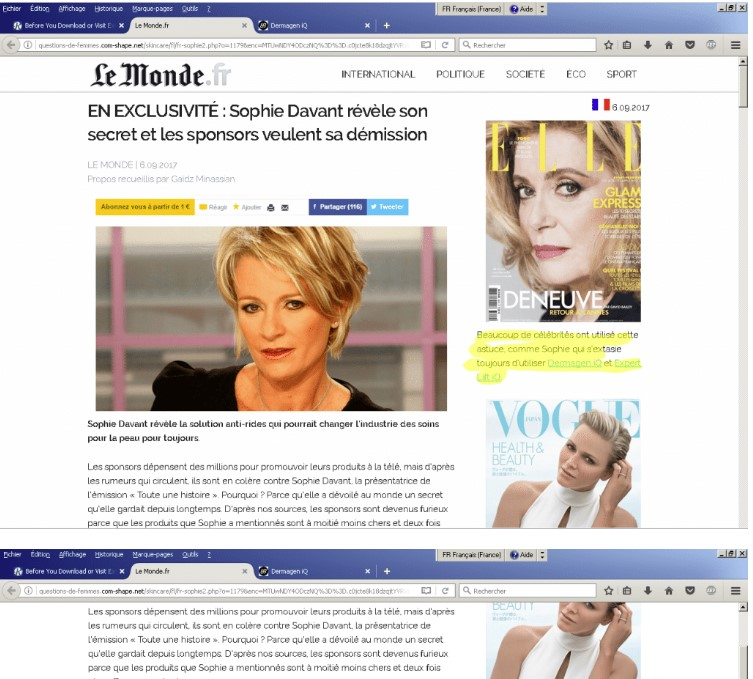 Fichier Édition Affichage Historique Marque-pages Outils ?
FR Français (France) Aide
Before You Download or Visit
Le Monde.fr
Dermagen iQ
Rechercher
Le Monde.fr
INTERNATIONAL POLITIQUE SOCIÉTÉ ÉCO SPORT
EN EXCLUSIVITÉ : Sophie Davant révèle son
secret et les sponsors veulent sa démission
6.09.2017
LE MONDE | 6.09.2017
Propos recueillis par Gaïdz Minassian
Abonnez vous à partir de 1 € Réagir Ajouter Partager (116) Tweeter
ELLE
GLAM
EXPRESS
DENEUVE
Beaucoup de célébrités ont utilisé cette
astuce, comme Sophie qui s'extasie
toujours d'utiliser Dermagen iQ et Expert
Lift iQ
Sophie Davant révèle la solution anti-rides qui pourrait changer l'industrie des soins
pour la peau pour toujours.
VOGUE
HEALTH &
BEAUTY
Les sponsors dépensent des millions pour promouvoir leurs produits à la télé, mais d'après
les rumeurs qui circulent, ils sont en colère contre Sophie Davant, la présentatrice de
l'émission « Toute une histoire ». Pourquoi ? Parce qu'elle a dévoilé au monde un secret
qu'elle gardait depuis longtemps. D'après nos sources, les sponsors sont devenus furieux
parce que les produits que Sophie a mentionnés sont à moitié moins chers et deux fois
Fichier Édition Affichage Historique Marque-pages Outils ?
FR Français (France) Aide
Before You Download or Visit
Le Monde.fr
Dermagen iQ
Rechercher
BEAUTY
Les sponsors dépensent des millions pour promouvoir leurs produits à la télé, mais d'après
les rumeurs qui circulent, ils sont en colère contre Sophie Davant, la présentatrice de
l'émission « Toute une histoire ». Pourquoi ? Parce qu'elle a dévoilé au monde un secret
qu'elle gardait depuis longtemps. D'après nos sources, les sponsors sont devenus furieux
parce que les produits que Sophie a mentionnés sont à moitié moins chers et deux fois